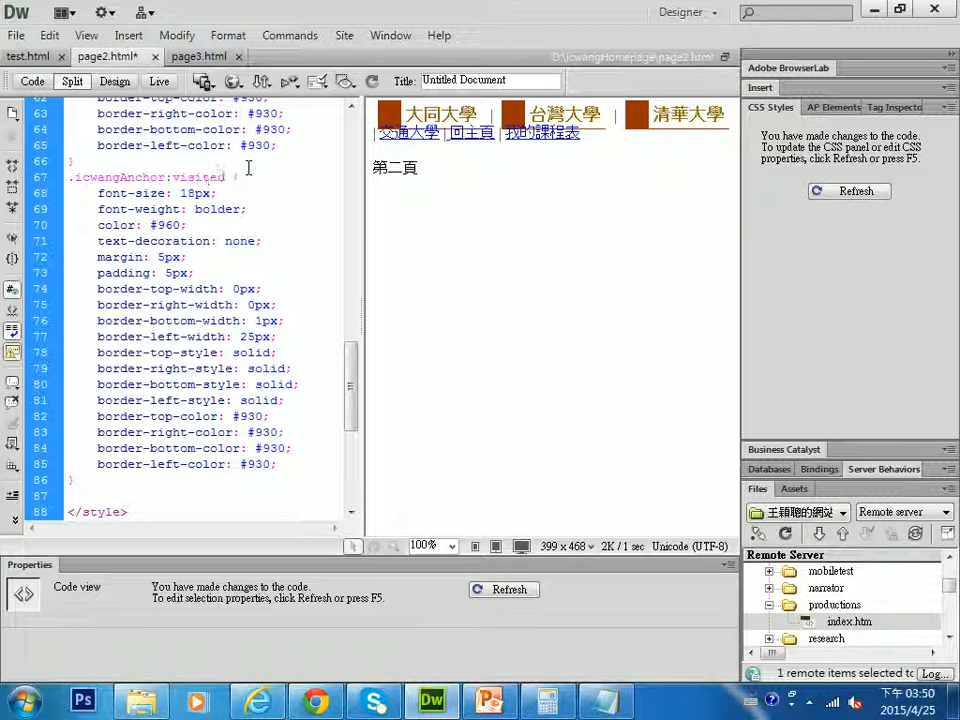 Dw
Designer
File Edit View Insert Modify Format Commands Site Window Help
test.html × page2.html* × page3.html ×
D:\icwangHomepage\page2.html
Code Split Design Live Title: Untitled Document
63 border-right-color: #930;
64 border-bottom-color: #930;
65 border-left-color: #930;
66 }
67 .icwangAnchor:visited {
68 font-size: 18px;
69 font-weight: bolder;
70 color: #960;
71 text-decoration: none;
72 margin: 5px;
73 padding: 5px;
74 border-top-width: 0px;
75 border-right-width: 0px;
76 border-bottom-width: 1px;
77 border-left-width: 25px;
78 border-top-style: solid;
79 border-right-style: solid;
80 border-bottom-style: solid;
81 border-left-style: solid;
82 border-top-color: #930;
83 border-right-color: #930;
84 border-bottom-color: #930;
85 border-left-color: #930;
86 }
87
88 </style>
大同大學 | 台灣大學 | 清華大學
| 交通大學 | 回主頁 | 我的課程表
第二頁
100% 399 x 468 2K / 1 sec Unicode (UTF-8)
Adobe BrowserLab
Insert
CSS Styles AP Elements Tag Inspecto
You have made changes to the code.
To update the CSS panel or edit CSS
properties, click Refresh or press F5.
Refresh
Business Catalyst
Databases Bindings Server Behaviors
Files Assets
王穎聰的網站 Remote server
Remote Server
mobiletest
narrator
productions
index.htm
research
1 remote items selected to Log...
Properties
Code view
You have made changes to the code.
To edit selection properties, click Refresh or press F5.
Refresh
Ps Dw
下午 03:50
2015/4/25